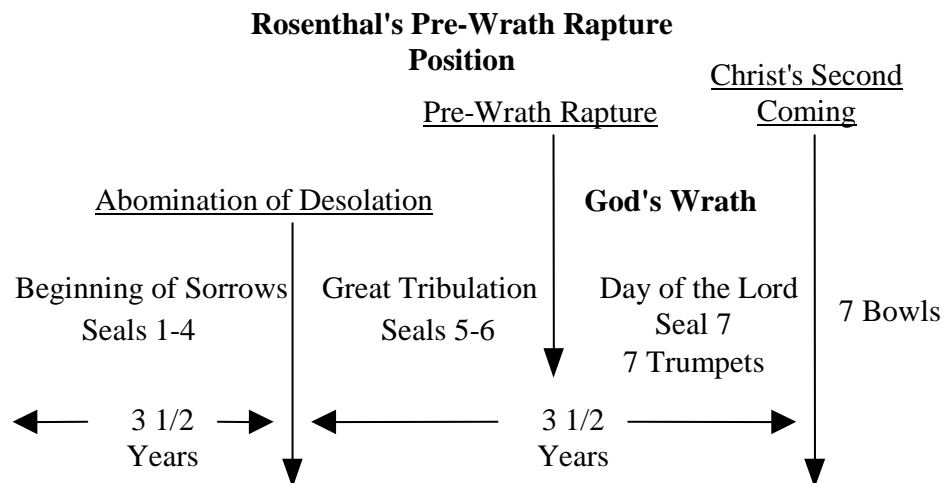 Rosenthal's Pre-Wrath Rapture
Position
Christ's Second
Coming
Pre-Wrath Rapture
Abomination of Desolation
God's Wrath
Beginning of Sorrows
Seals 1-4
Great Tribulation
Seals 5-6
Day of the Lord
Seal 7
7 Trumpets
7 Bowls
3 1/2
Years
3 1/2
Years